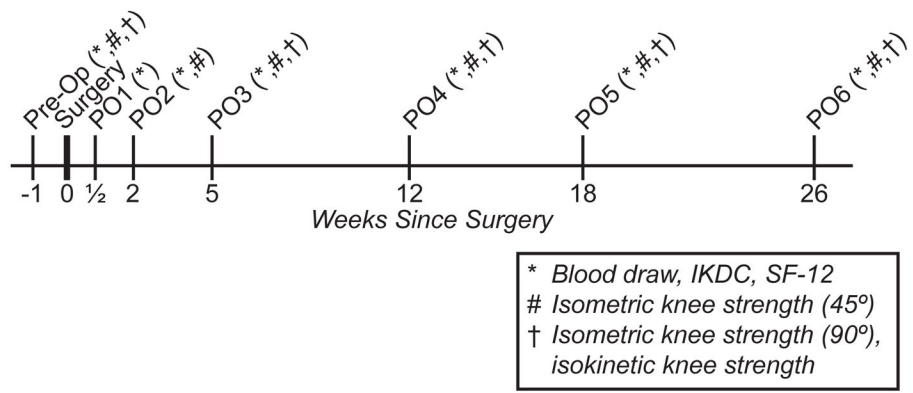 Pre-Op (*,#,†)
Surgery
PO1 (*)
PO2 (*,#)
PO3 (*,#,†)
PO4 (*,#,†)
PO5 (*,#,†)
PO6 (*,#,†)
-1 0 ½ 2 5 12 18 26
Weeks Since Surgery
* Blood draw, IKDC, SF-12
# Isometric knee strength (45º)
† Isometric knee strength (90º),
isokinetic knee strength